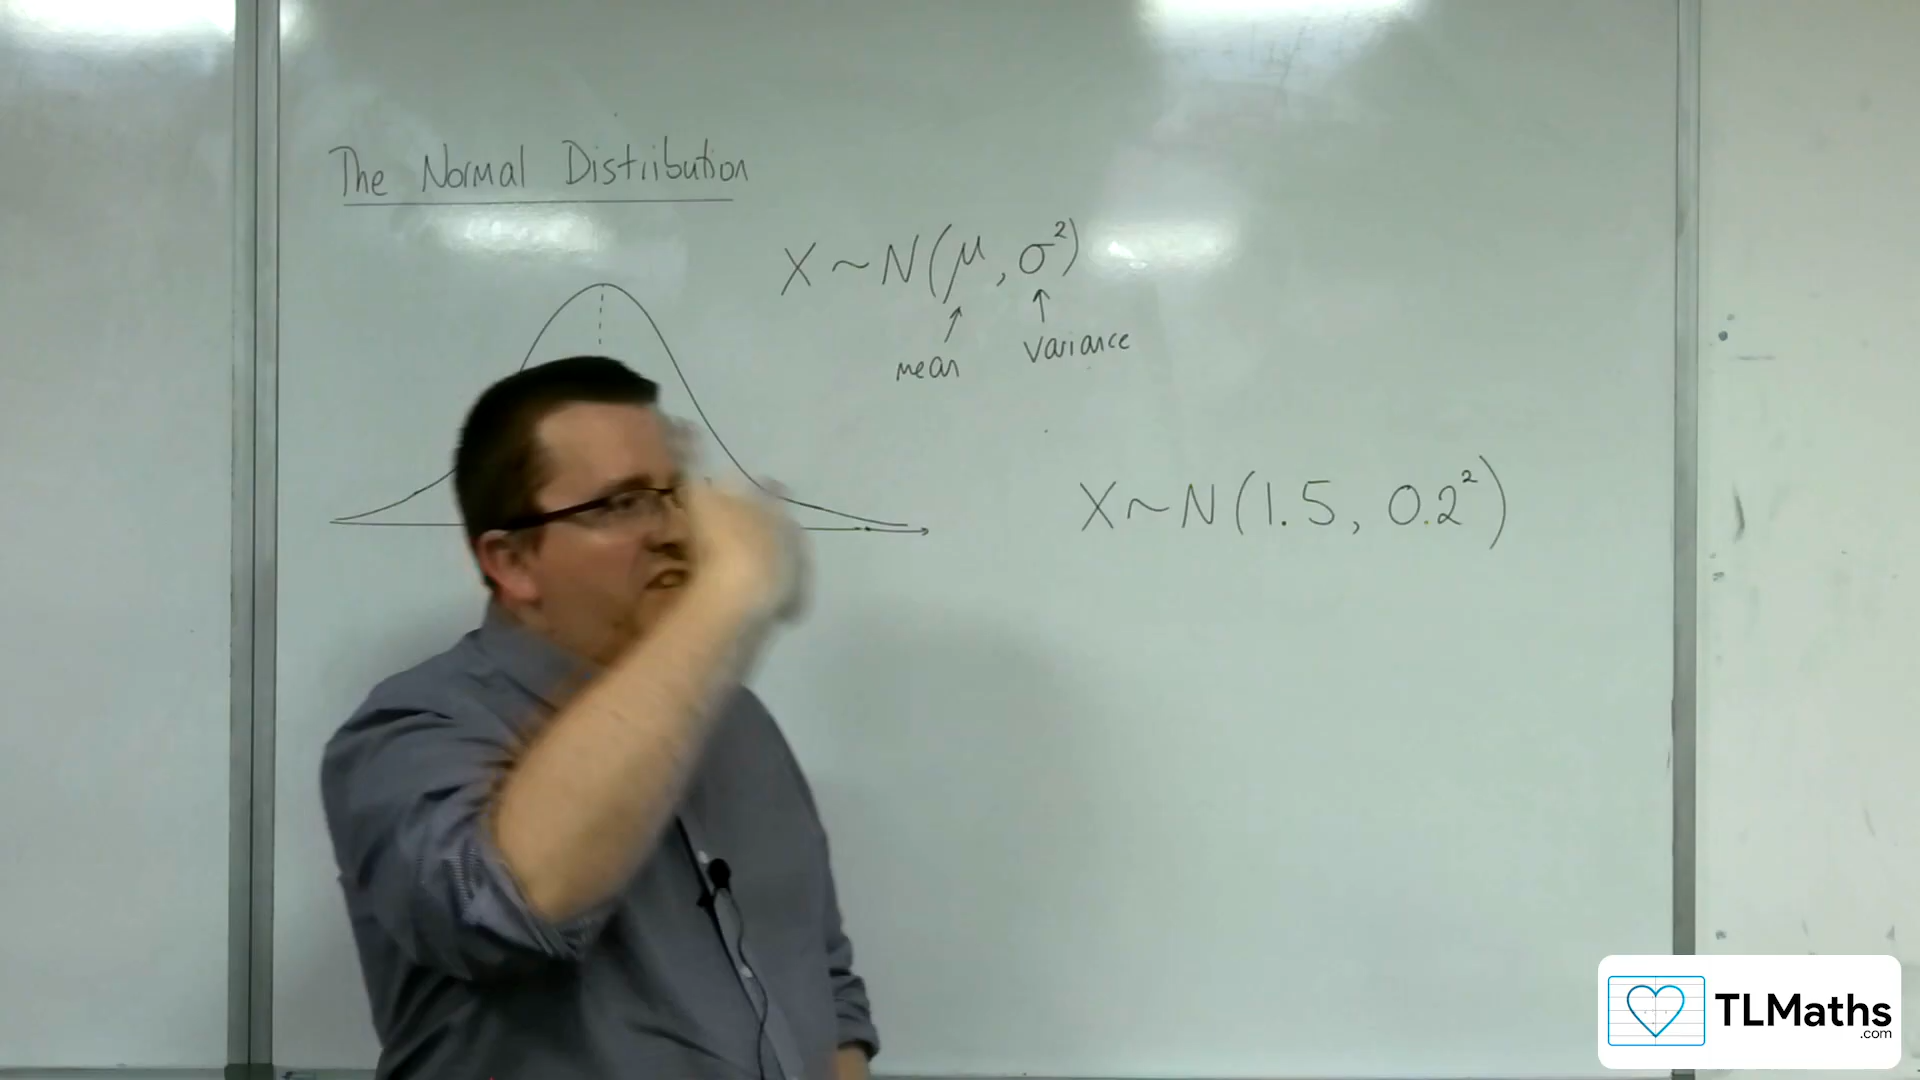 The Normal Distribution
X ~ N(μ, σ²)
mean
variance
X ~ N(1.5, 0.2²)
TLMaths
.com